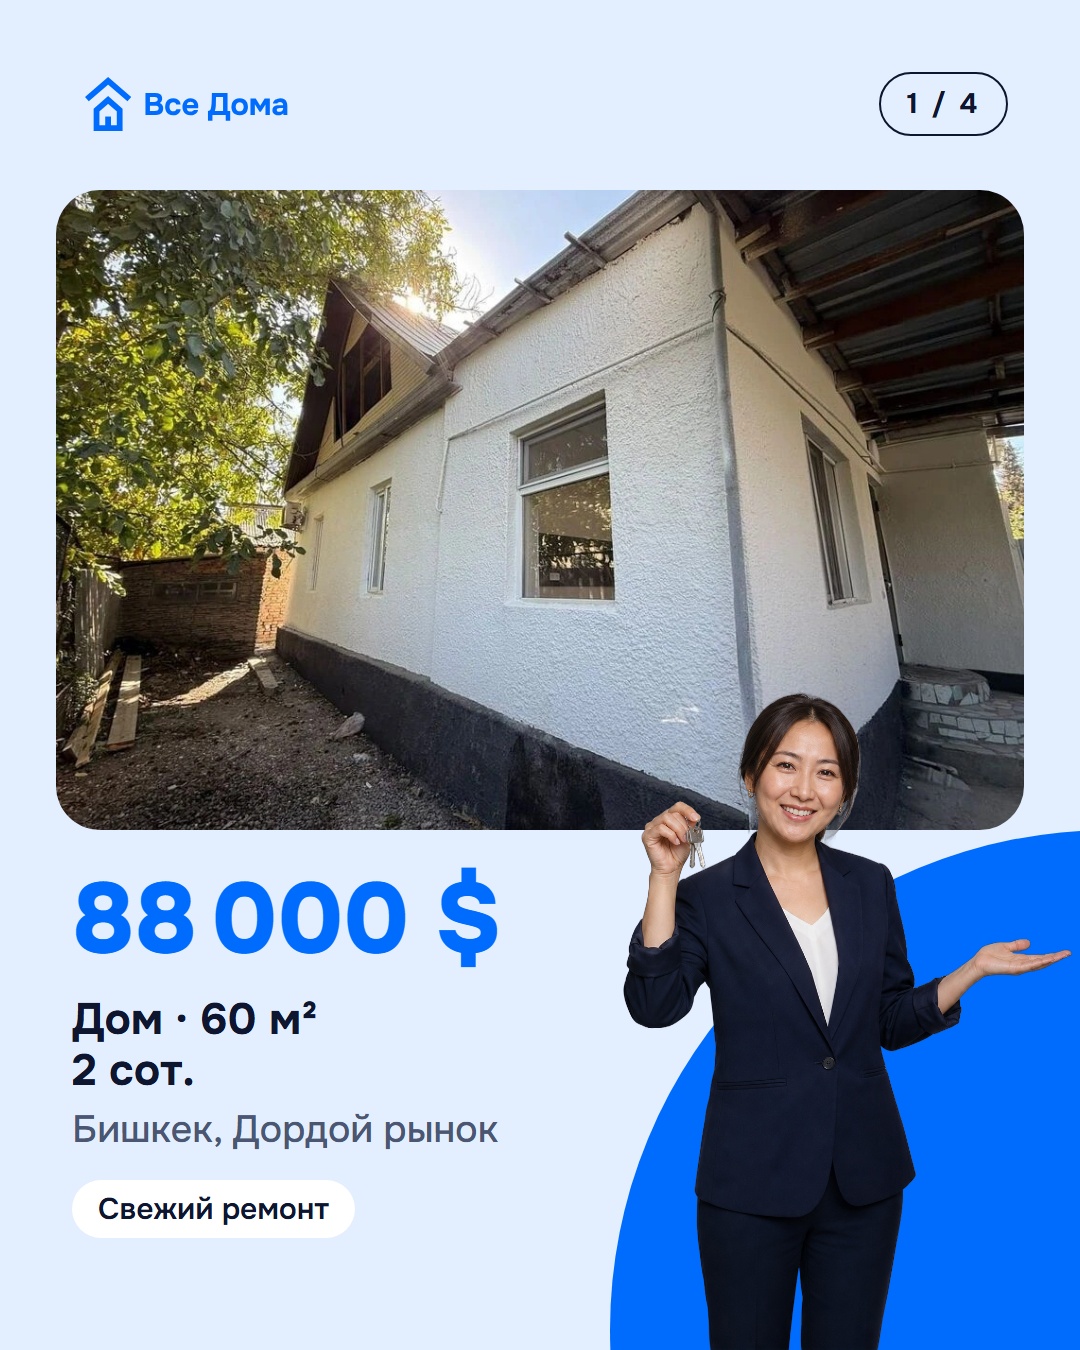 Все Дома
1 / 4
88 000 $
Дом · 60 м²
2 сот.
Бишкек, Дордой рынок
Свежий ремонт